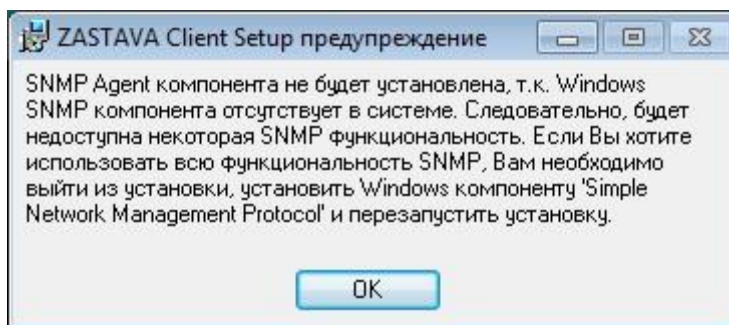 ZASTAVA Client Setup предупреждение
SNMP Agent компонента не будет установлена, т.к. Windows
SNMP компонента отсутствует в системе. Следовательно, будет
недоступна некоторая SNMP функциональность. Если Вы хотите
использовать всю функциональность SNMP, Вам необходимо
выйти из установки, установить Windows компоненту 'Simple
Network Management Protocol' и перезапустить установку.
OK